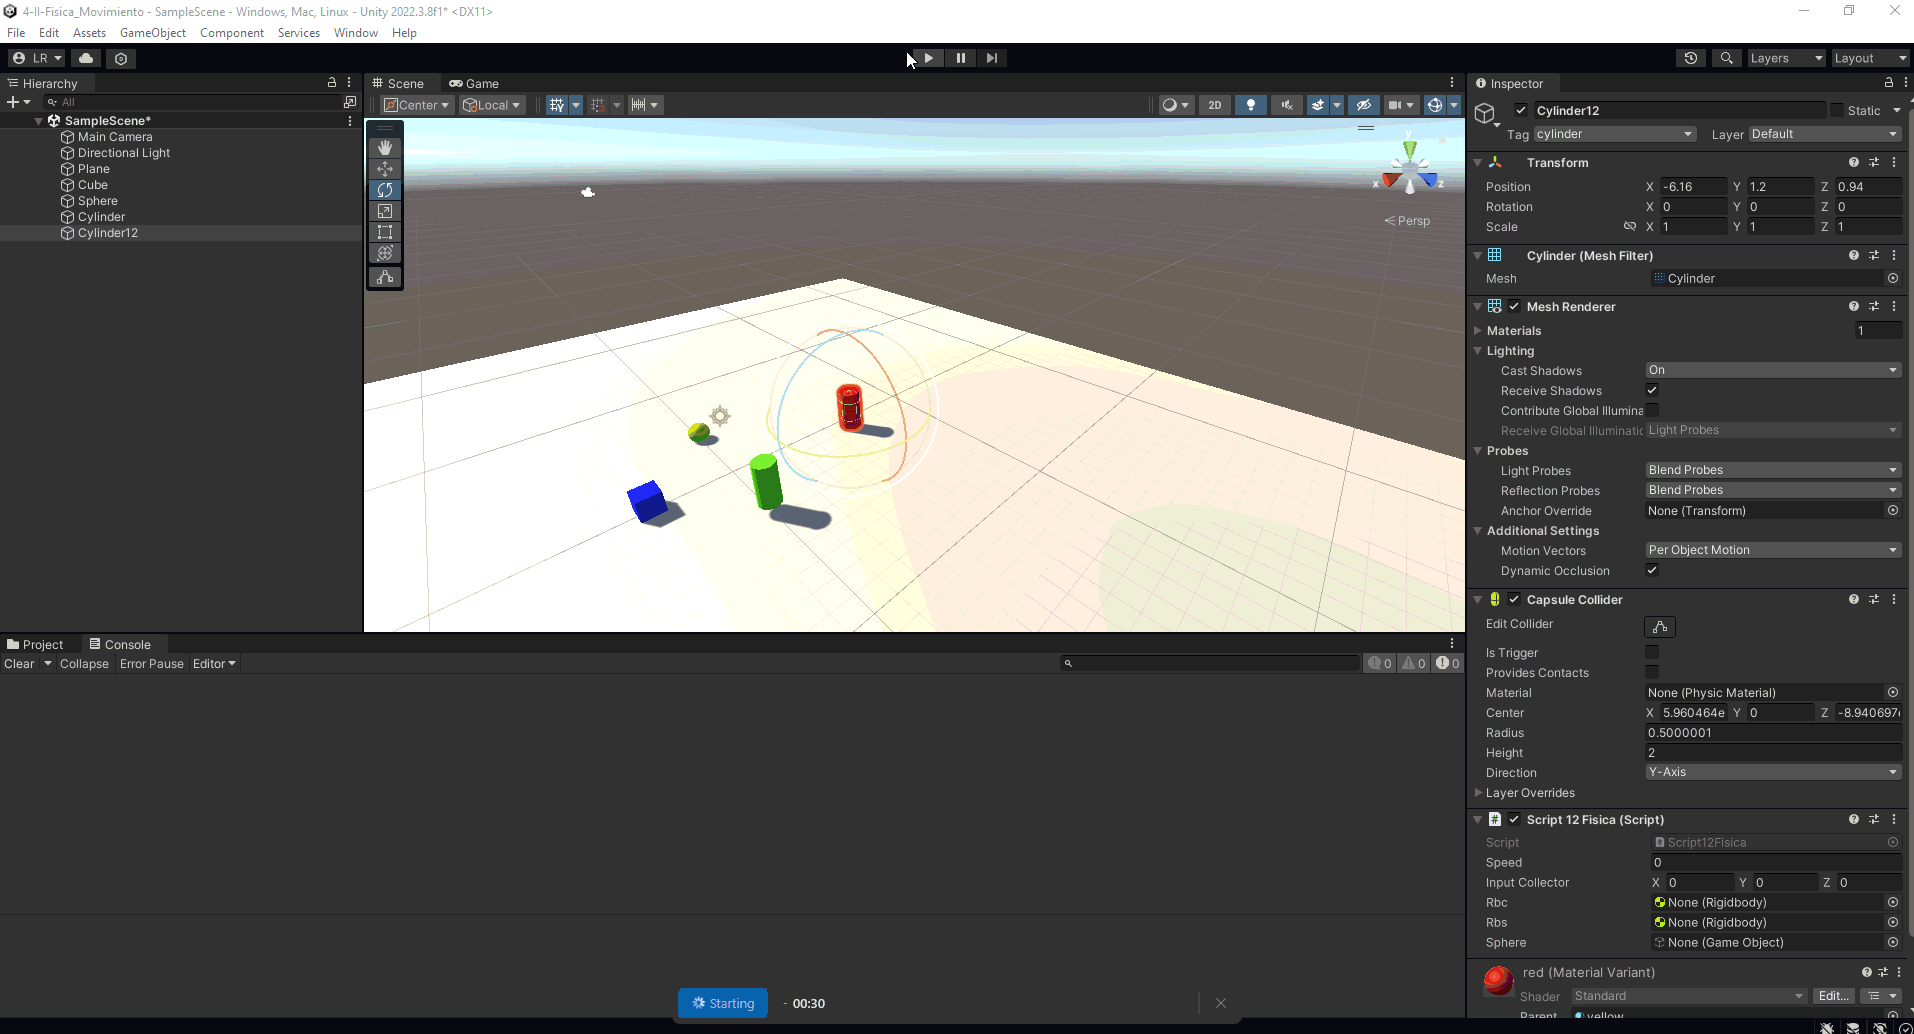 4-II-Fisica_Movimiento - SampleScene - Windows, Mac, Linux - Unity 2022.3.8f1* <DX11>
File Edit Assets GameObject Component Services Window Help
LR Layers Layout
Hierarchy
All
SampleScene*
Main Camera
Directional Light
Plane
Cube
Sphere
Cylinder
Cylinder12
Scene Game
Center Local 2D
y
x z
Persp
Project Console
Clear Collapse Error Pause Editor 0 0 0
Starting - 00:30
Inspector
Cylinder12 Static
Tag cylinder Layer Default
Transform
Position X -6.16 Y 1.2 Z 0.94
Rotation X 0 Y 0 Z 0
Scale X 1 Y 1 Z 1
Cylinder (Mesh Filter)
Mesh Cylinder
Mesh Renderer
Materials 1
Lighting
Cast Shadows On
Receive Shadows
Contribute Global Illumina
Receive Global Illuminatic Light Probes
Probes
Light Probes Blend Probes
Reflection Probes Blend Probes
Anchor Override None (Transform)
Additional Settings
Motion Vectors Per Object Motion
Dynamic Occlusion
Capsule Collider
Edit Collider
Is Trigger
Provides Contacts
Material None (Physic Material)
Center X 5.960464e Y 0 Z -8.940697
Radius 0.5000001
Height 2
Direction Y-Axis
Layer Overrides
# Script 12 Fisica (Script)
Script Script12Fisica
Speed 0
Input Collector X 0 Y 0 Z 0
Rbc None (Rigidbody)
Rbs None (Rigidbody)
Sphere None (Game Object)
red (Material Variant)
Shader Standard Edit...
Parent yellow